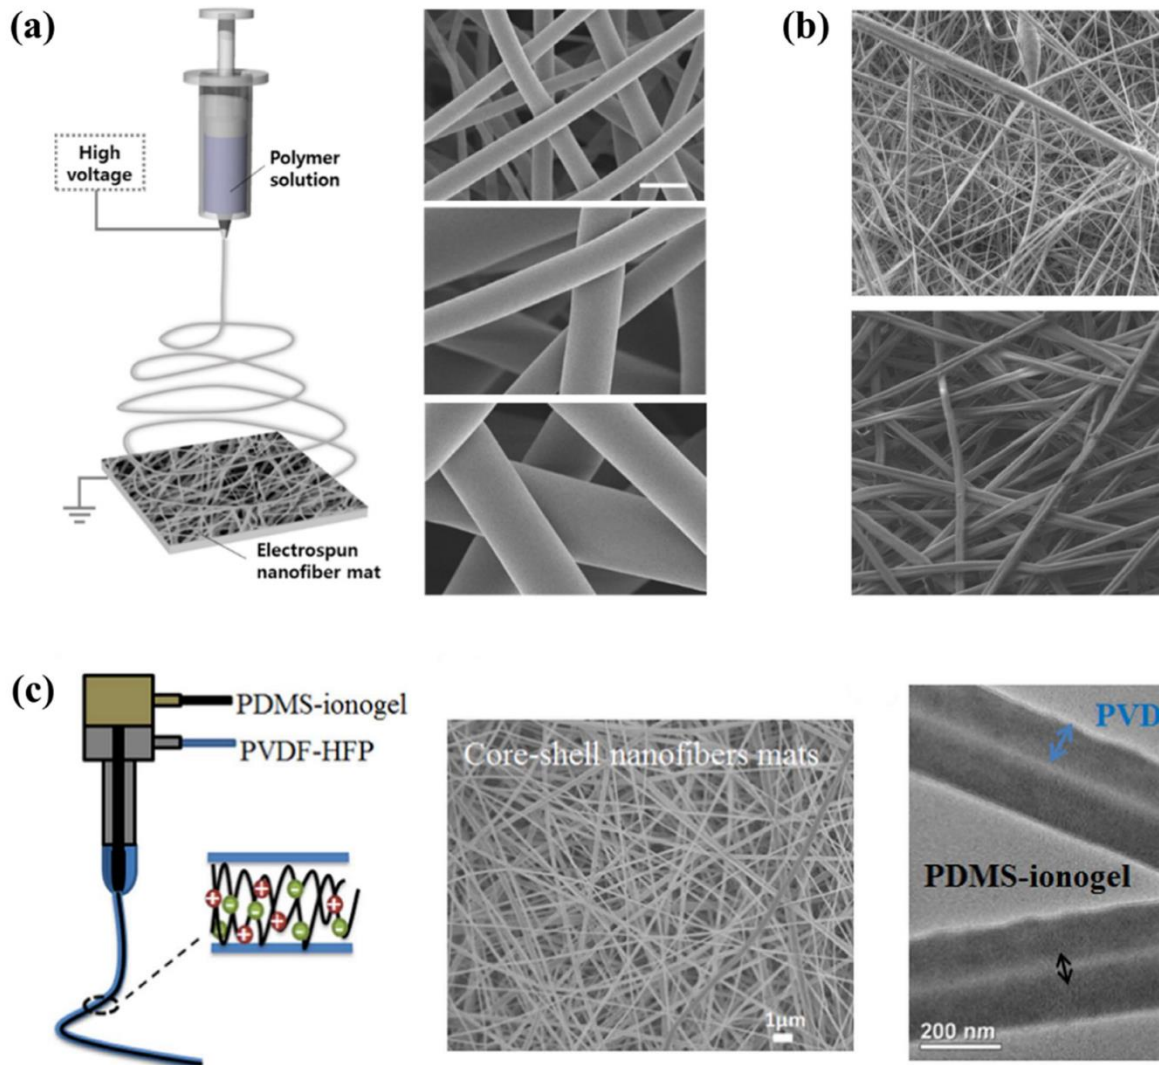 (a)
High
voltage
Polymer
solution
Electrospun
nanofiber mat
(b)
(c)
PDMS-ionogel
PVDF-HFP
Core-shell nanofibers mats
1μm
PVD
PDMS-ionogel
200 nm